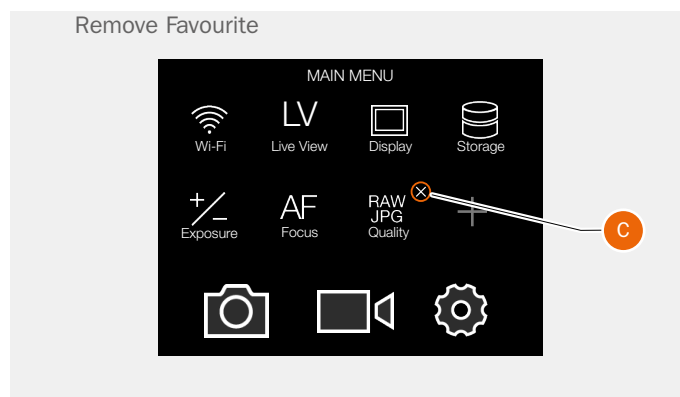 Remove Favourite
MAIN MENU
LV
Wi-Fi
Live View
Display
Storage
AF
RAW
JPG
Exposure
Focus
Quality
C